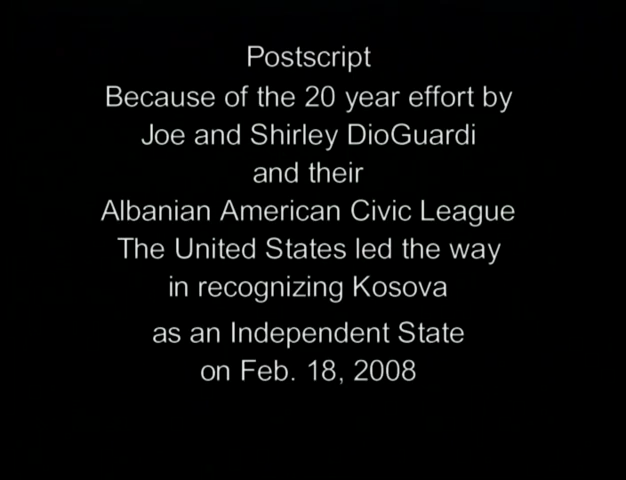 Postscript
Because of the 20 year effort by
Joe and Shirley DioGuardi
and their
Albanian American Civic League
The United States led the way
in recognizing Kosova
as an Independent State
on Feb. 18, 2008